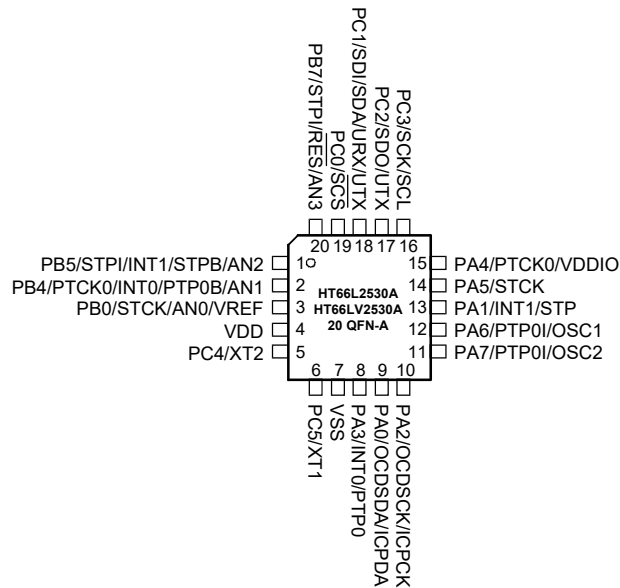 PB7/STPI/RES/AN3
PC0/SCS
PC1/SDI/SDA/URX/UTX
PC2/SDO/UTX
PC3/SCK/SCL
20 19 18 17 16
PB5/STPI/INT1/STPB/AN2 1
PB4/PTCK0/INT0/PTP0B/AN1 2
PB0/STCK/AN0/VREF 3
VDD 4
PC4/XT2 5
HT66L2530A
HT66LV2530A
20 QFN-A
15 PA4/PTCK0/VDDIO
14 PA5/STCK
13 PA1/INT1/STP
12 PA6/PTP0I/OSC1
11 PA7/PTP0I/OSC2
6 7 8 9 10
PC5/XT1
VSS
PA3/INT0/PTP0
PA0/OCDSDA/ICPDA
PA2/OCDSCK/ICPCK